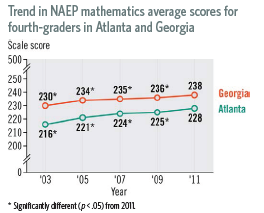 Trend in NAEP mathematics average scores for
fourth-graders in Atlanta and Georgia
Scale score
500
250
240 230* 234* 235* 236* 238 Georgia
230
220 216* 221* 224* 225* 228 Atlanta
210
200
0
'03 '05 '07 '09 '11
Year
* Significantly different (p < .05) from 2011.